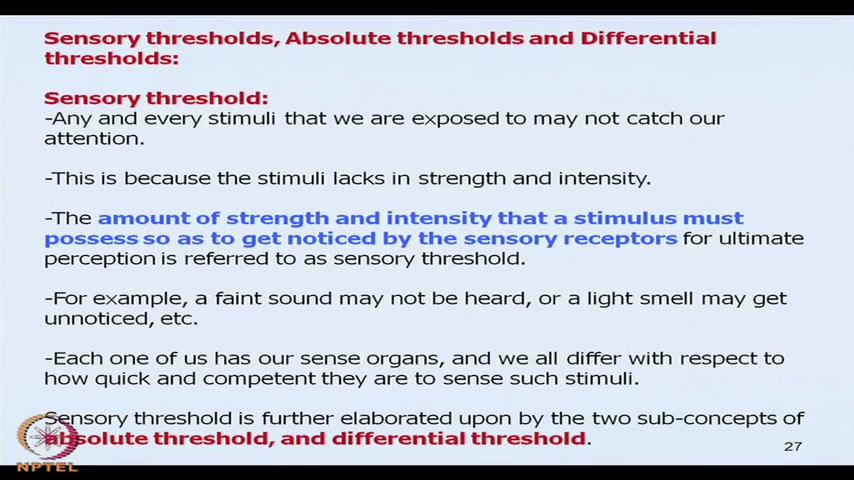 Sensory thresholds, Absolute thresholds and Differential
thresholds:
Sensory threshold:
-Any and every stimuli that we are exposed to may not catch our
attention.
-This is because the stimuli lacks in strength and intensity.
-The amount of strength and intensity that a stimulus must
possess so as to get noticed by the sensory receptors for ultimate
perception is referred to as sensory threshold.
-For example, a faint sound may not be heard, or a light smell may get
unnoticed, etc.
-Each one of us has our sense organs, and we all differ with respect to
how quick and competent they are to sense such stimuli.
Sensory threshold is further elaborated upon by the two sub-concepts of
absolute threshold, and differential threshold.
27
NPTEL